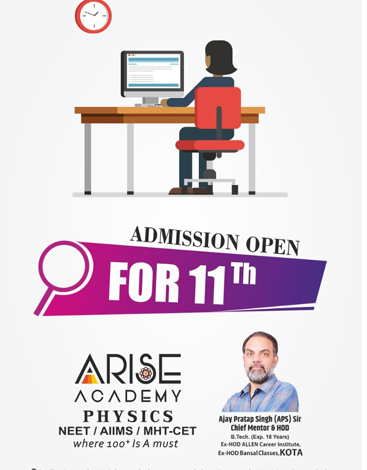 ADMISSION OPEN
FOR 11Th
ARISE
ACADEMY
PHYSICS
NEET / AIIMS / MHT-CET
where 100+ Is A must
Ajay Pratap Singh (APS) Sir
Chief Mentor & HOD
B.Tech. (Exp. 18 Years)
Ex-HOD ALLEN Career Institute,
Ex-HOD Bansal Classes, KOTA